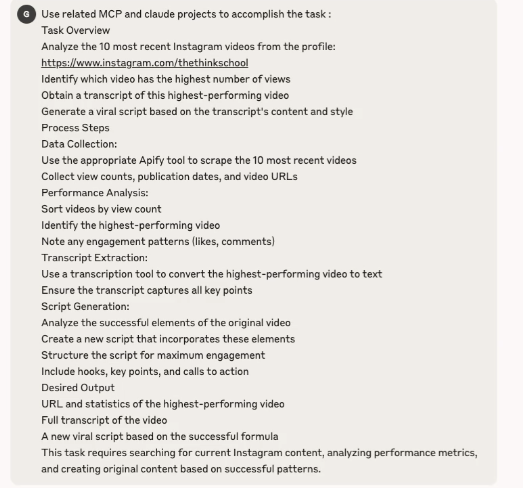 G
Use related MCP and claude projects to accomplish the task :
Task Overview
Analyze the 10 most recent Instagram videos from the profile:
https://www.instagram.com/thethinkschool
Identify which video has the highest number of views
Obtain a transcript of this highest-performing video
Generate a viral script based on the transcript's content and style
Process Steps
Data Collection:
Use the appropriate Apify tool to scrape the 10 most recent videos
Collect view counts, publication dates, and video URLs
Performance Analysis:
Sort videos by view count
Identify the highest-performing video
Note any engagement patterns (likes, comments)
Transcript Extraction:
Use a transcription tool to convert the highest-performing video to text
Ensure the transcript captures all key points
Script Generation:
Analyze the successful elements of the original video
Create a new script that incorporates these elements
Structure the script for maximum engagement
Include hooks, key points, and calls to action
Desired Output
URL and statistics of the highest-performing video
Full transcript of the video
A new viral script based on the successful formula
This task requires searching for current Instagram content, analyzing performance metrics,
and creating original content based on successful patterns.